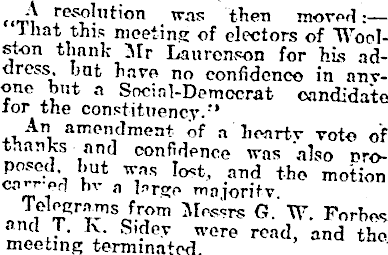 A resolution was then moved:—
"That this meeting of electors of Wool-
ston thank Mr Laurenson for his ad-
dress, but have no confidence in any-
one but a Social-Democrat candidate
for the constituency."
An amendment of a hearty vote of
thanks and confidence was also pro-
posed, but was lost, and the motion
carried by a large majority.
Telegrams from Messrs G. W. Forbes
and T. K. Sidey were read, and the
meeting terminated.